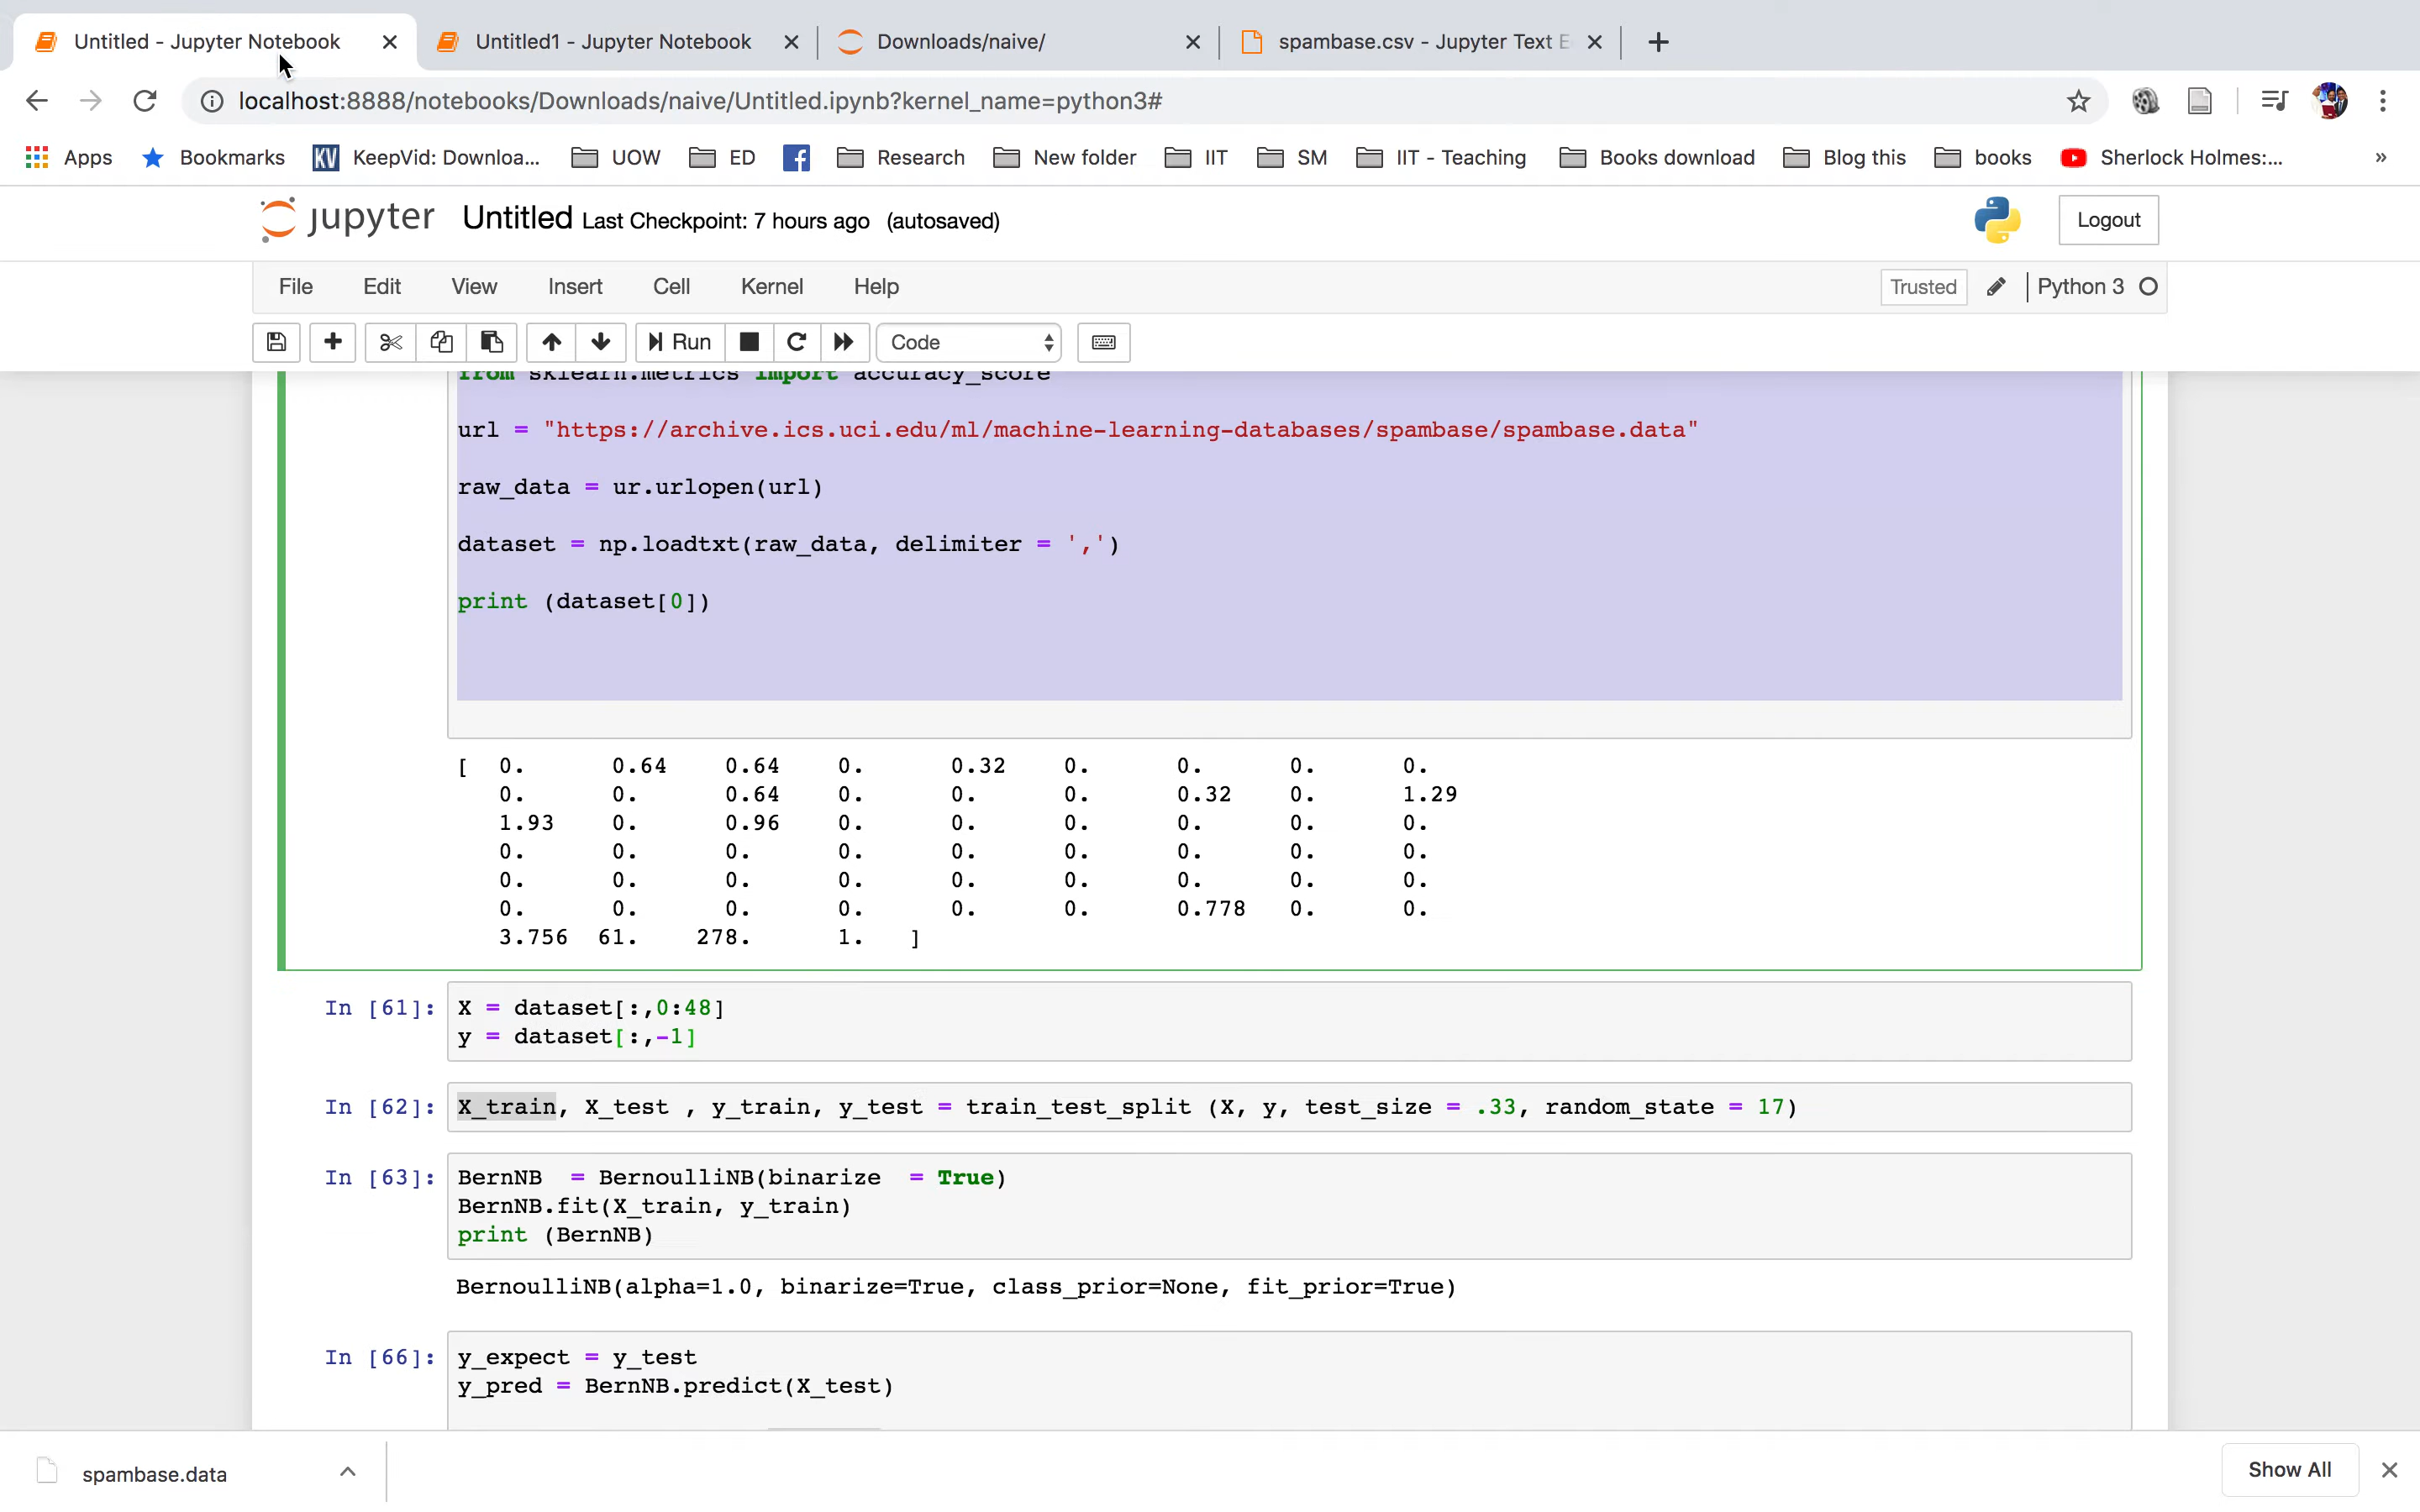 Untitled - Jupyter Notebook
Untitled1 - Jupyter Notebook
Downloads/naive/
spambase.csv - Jupyter Text E
localhost:8888/notebooks/Downloads/naive/Untitled.ipynb?kernel_name=python3#
Apps
Bookmarks
KV KeepVid: Downloa...
UOW
ED
Research
New folder
IIT
SM
IIT - Teaching
Books download
Blog this
books
Sherlock Holmes:...
»
jupyter Untitled Last Checkpoint: 7 hours ago (autosaved)
Logout
File Edit View Insert Cell Kernel Help
Trusted
Python 3
Run
Code
from sklearn.metrics import accuracy_score
url = "https://archive.ics.uci.edu/ml/machine-learning-databases/spambase/spambase.data"
raw_data = ur.urlopen(url)
dataset = np.loadtxt(raw_data, delimiter = ',')
print (dataset[0])
[ 0. 0.64 0.64 0. 0.32 0. 0. 0. 0.
0. 0. 0.64 0. 0. 0. 0.32 0. 1.29
1.93 0. 0.96 0. 0. 0. 0. 0. 0.
0. 0. 0. 0. 0. 0. 0. 0. 0.
0. 0. 0. 0. 0. 0. 0. 0. 0.
0. 0. 0. 0. 0. 0. 0.778 0. 0.
3.756 61. 278. 1. ]
In [61]: X = dataset[:,0:48]
y = dataset[:,-1]
In [62]: X_train, X_test , y_train, y_test = train_test_split (X, y, test_size = .33, random_state = 17)
In [63]: BernNB = BernoulliNB(binarize = True)
BernNB.fit(X_train, y_train)
print (BernNB)
BernoulliNB(alpha=1.0, binarize=True, class_prior=None, fit_prior=True)
In [66]: y_expect = y_test
y_pred = BernNB.predict(X_test)
spambase.data
Show All